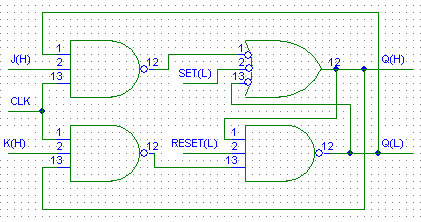 1 1
J(H) 2 12 2 12 Q(H)
13 SET(L) 13
CLK
1 1
K(H) 2 12 RESET(L) 2 12 Q(L)
13 13